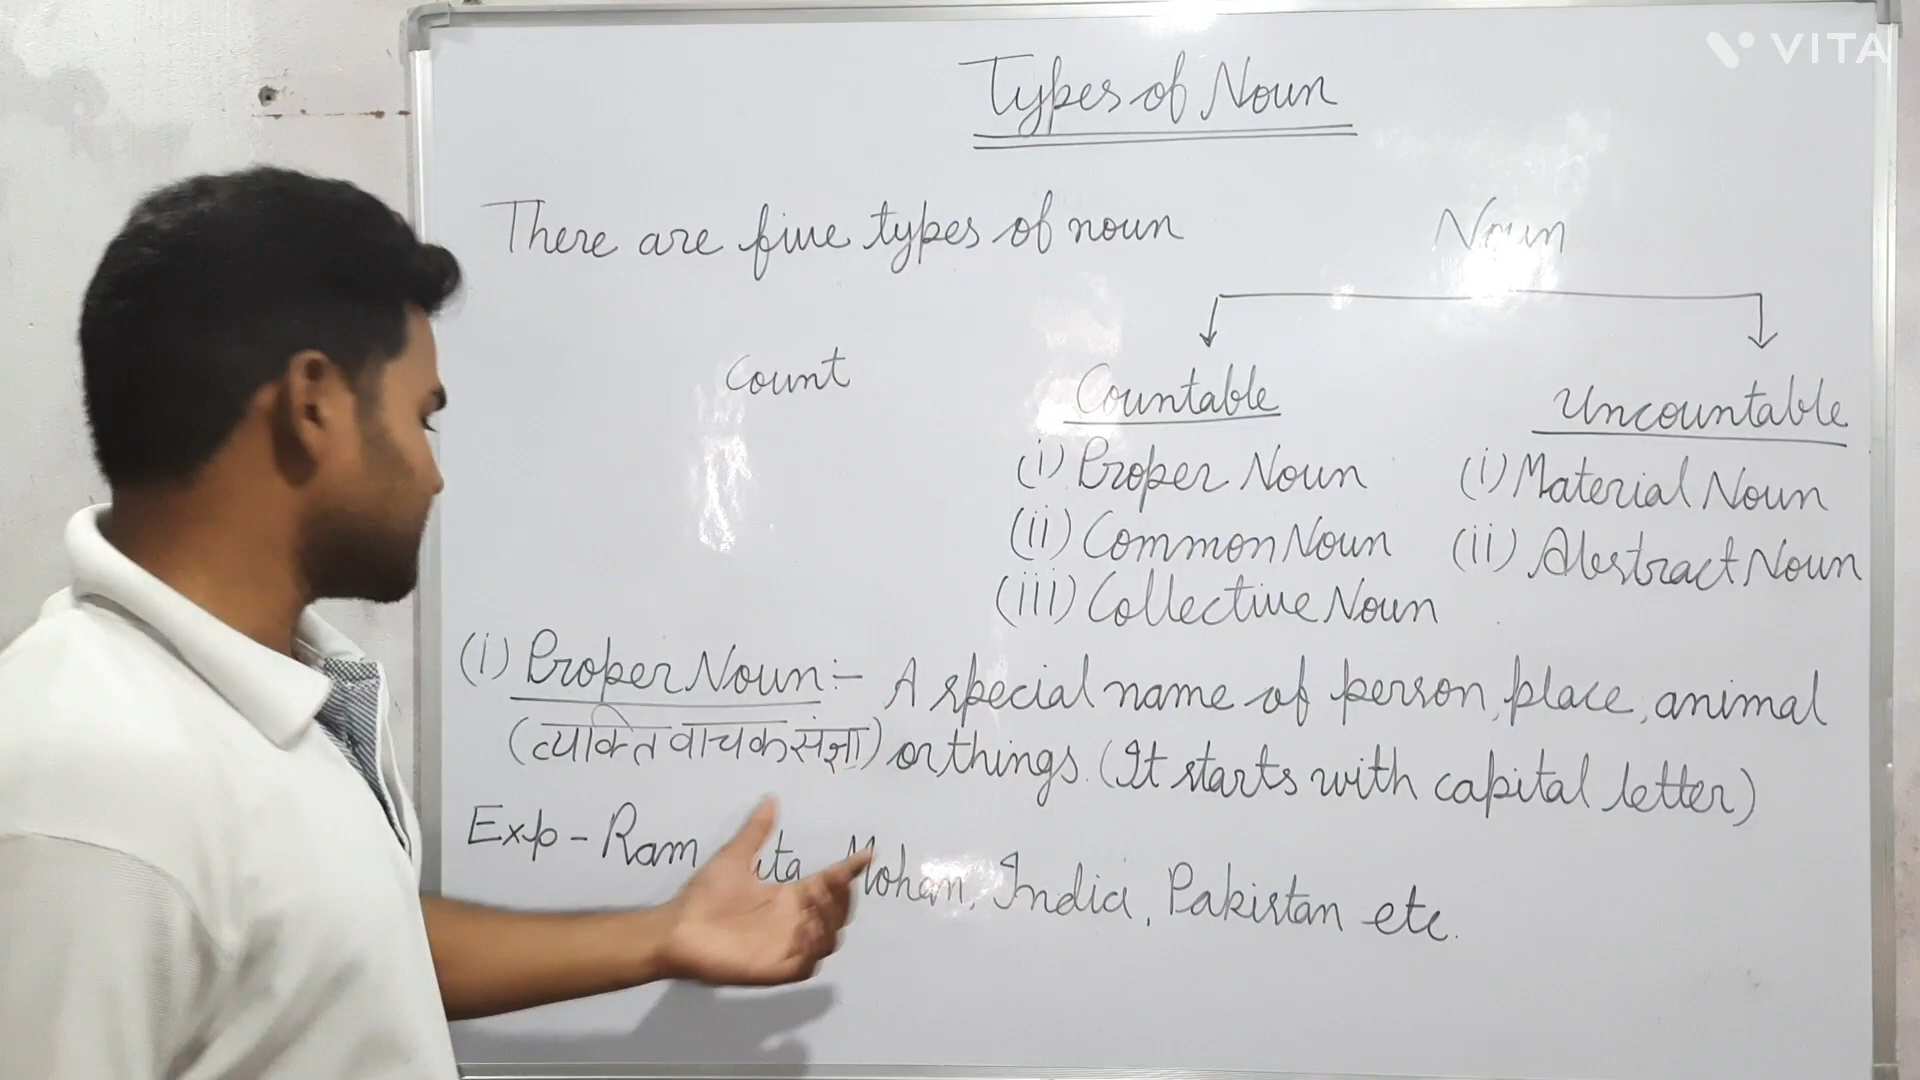 VITA
Types of Noun
There are five types of noun
Noun
Count
Countable
Uncountable
(i) Proper Noun
(ii) Common Noun
(iii) Collective Noun
(i) Material Noun
(ii) Abstract Noun
(i) Proper Noun :- A special name of person, place, animal
(व्यक्ति वाचक संज्ञा) or things. (It starts with capital letter)
Exp - Ram Mohan, India, Pakistan etc.